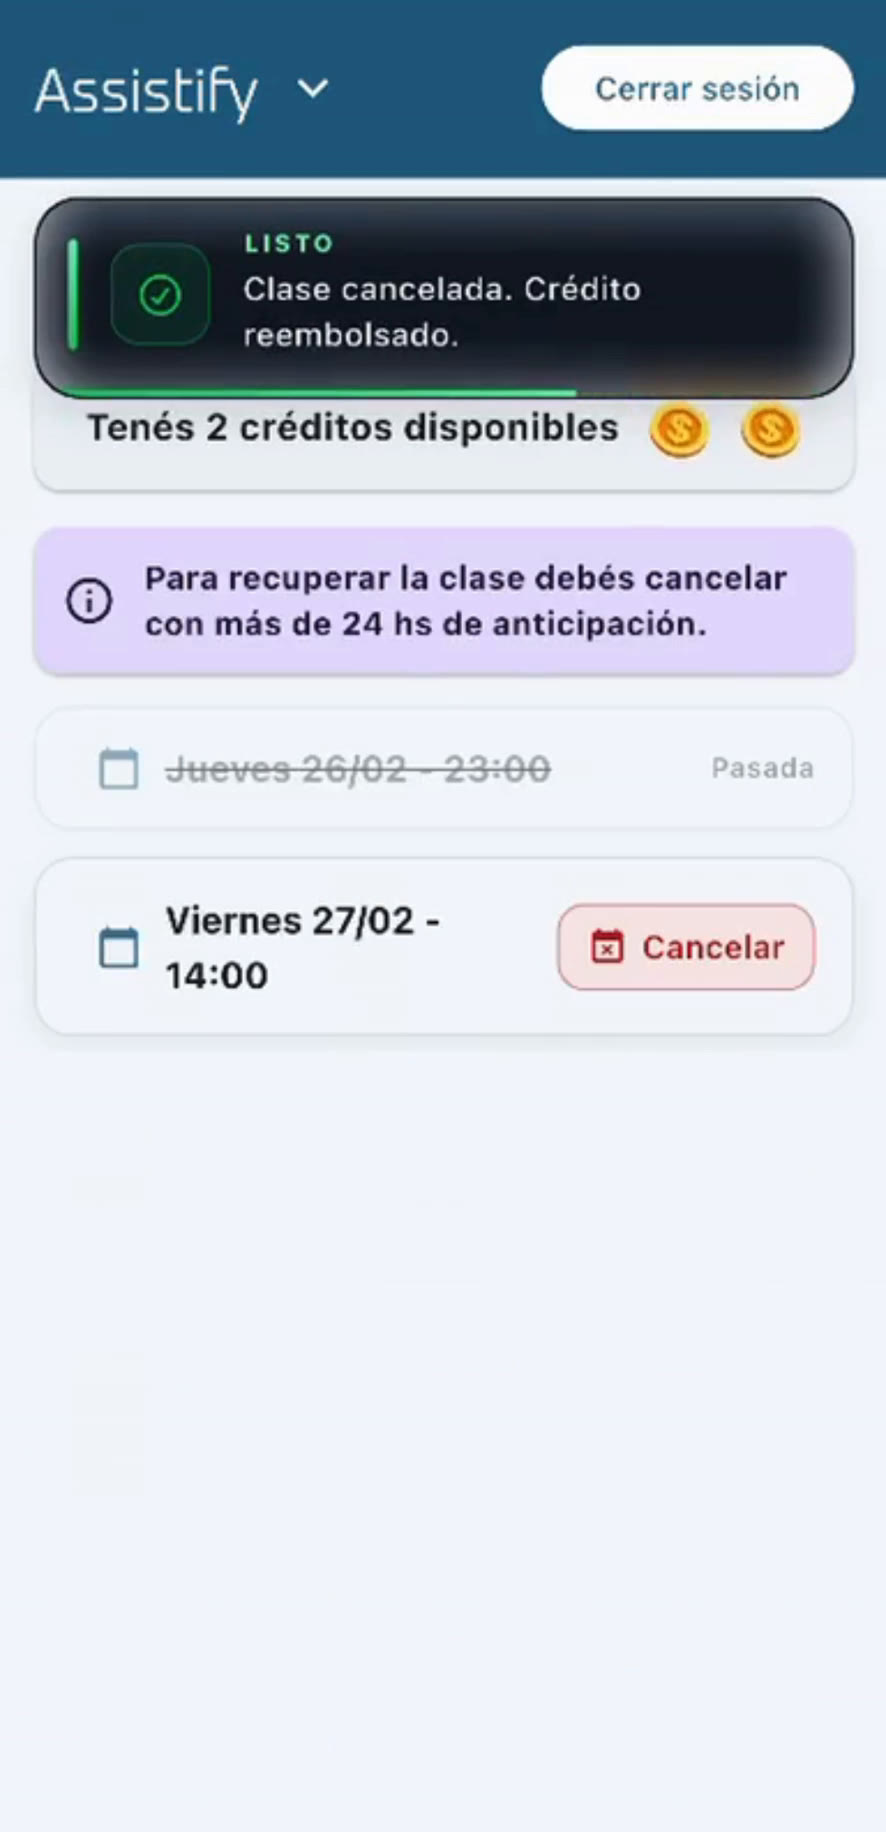 Assistify
Cerrar sesión
LISTO
Clase cancelada. Crédito
reembolsado.
Tenés 2 créditos disponibles
Para recuperar la clase debés cancelar
con más de 24 hs de anticipación.
Jueves 26/02 - 23:00
Pasada
Viernes 27/02 -
14:00
Cancelar